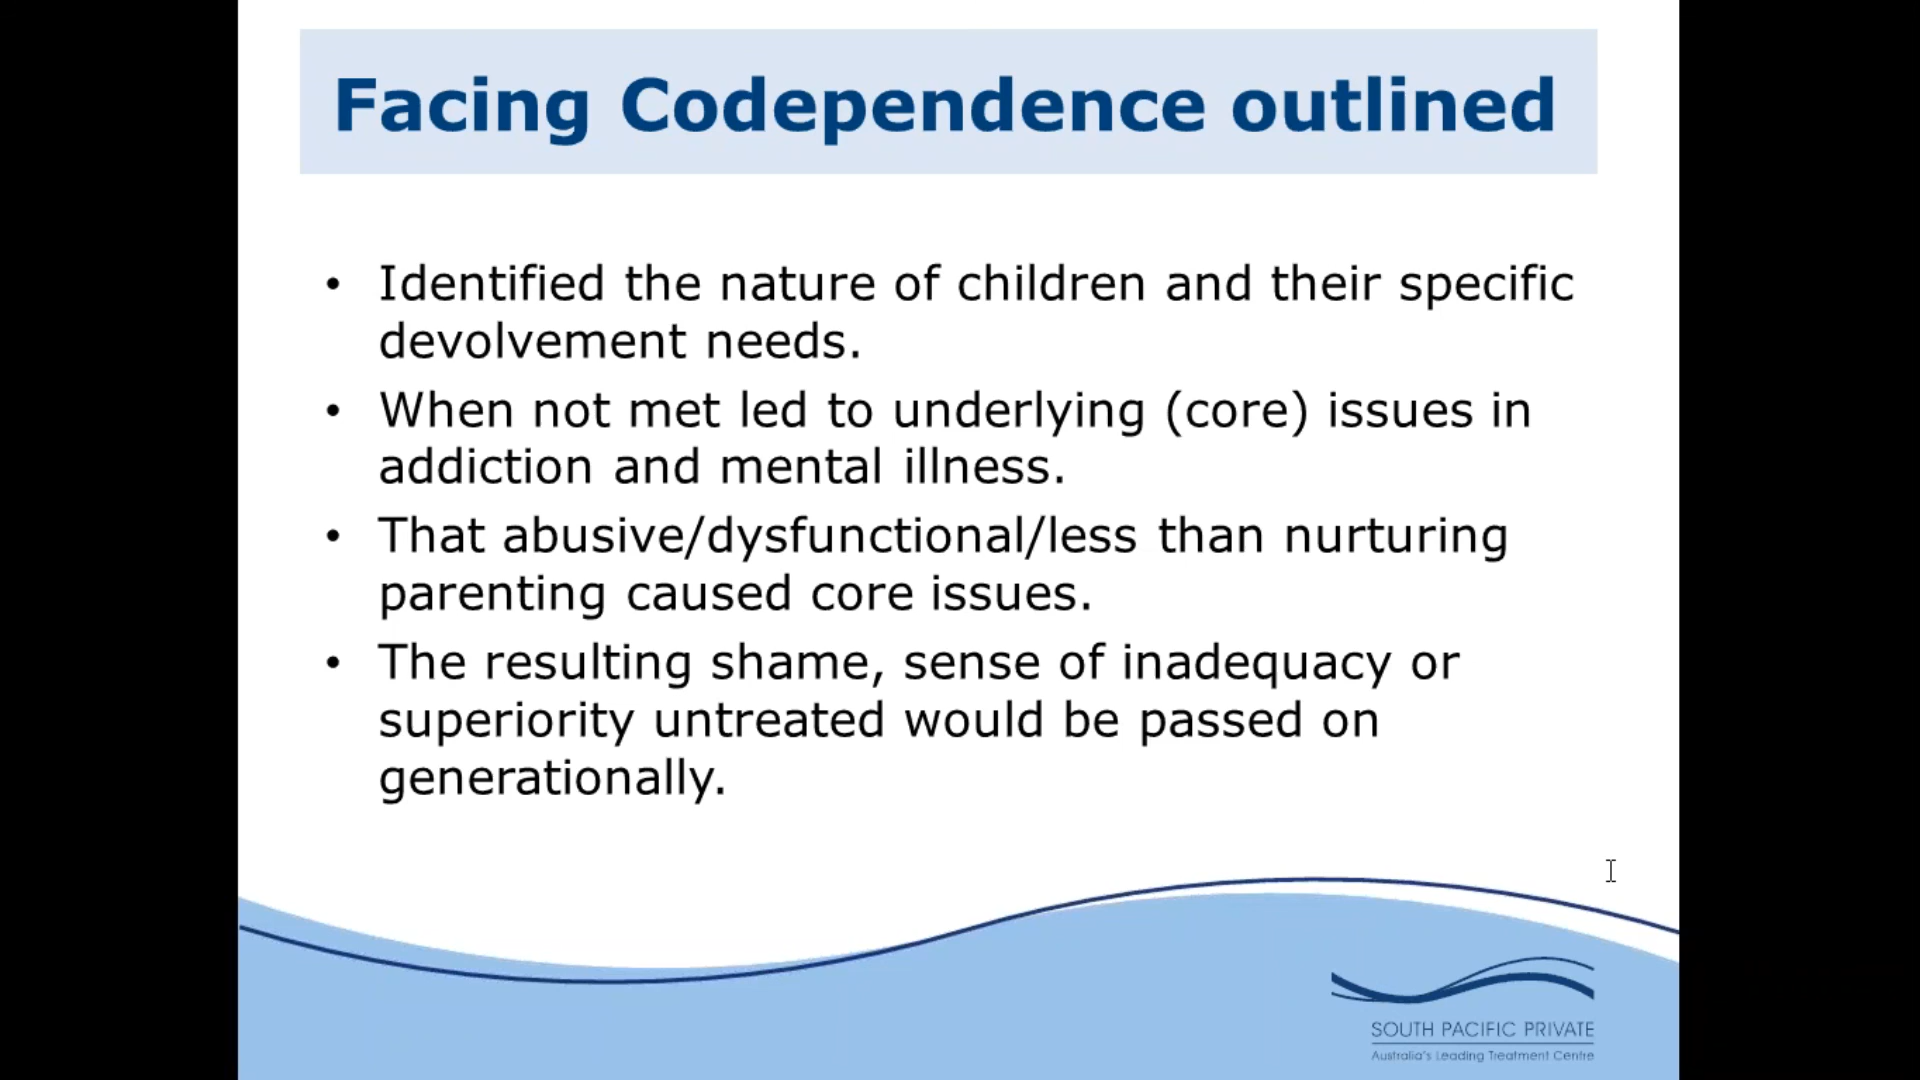 Facing Codependence outlined
• Identified the nature of children and their specific
devolvement needs.
• When not met led to underlying (core) issues in
addiction and mental illness.
• That abusive/dysfunctional/less than nurturing
parenting caused core issues.
• The resulting shame, sense of inadequacy or
superiority untreated would be passed on
generationally.
SOUTH PACIFIC PRIVATE
Australia's Leading Treatment Centre